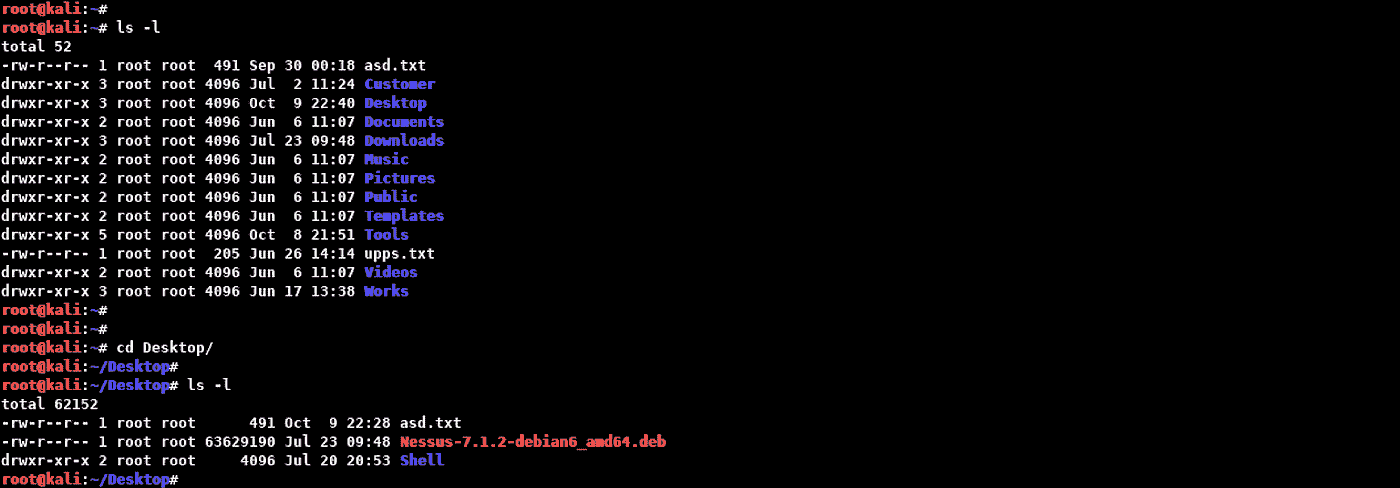 root@kali:~#
root@kali:~# ls -l
total 52
-rw-r--r-- 1 root root  491 Sep 30 00:18 asd.txt
drwxr-xr-x 3 root root 4096 Jul  2 11:24 Customer
drwxr-xr-x 3 root root 4096 Oct  9 22:40 Desktop
drwxr-xr-x 2 root root 4096 Jun  6 11:07 Documents
drwxr-xr-x 3 root root 4096 Jul 23 09:48 Downloads
drwxr-xr-x 2 root root 4096 Jun  6 11:07 Music
drwxr-xr-x 2 root root 4096 Jun  6 11:07 Pictures
drwxr-xr-x 2 root root 4096 Jun  6 11:07 Public
drwxr-xr-x 2 root root 4096 Jun  6 11:07 Templates
drwxr-xr-x 5 root root 4096 Oct  8 21:51 Tools
-rw-r--r-- 1 root root  205 Jun 26 14:14 upps.txt
drwxr-xr-x 2 root root 4096 Jun  6 11:07 Videos
drwxr-xr-x 3 root root 4096 Jun 17 13:38 Works
root@kali:~#
root@kali:~#
root@kali:~# cd Desktop/
root@kali:~/Desktop#
root@kali:~/Desktop# ls -l
total 62152
-rw-r--r-- 1 root root      491 Oct  9 22:28 asd.txt
-rw-r--r-- 1 root root 63629190 Jul 23 09:48 Nessus-7.1.2-debian6_amd64.deb
drwxr-xr-x 2 root root     4096 Jul 20 20:53 Shell
root@kali:~/Desktop#